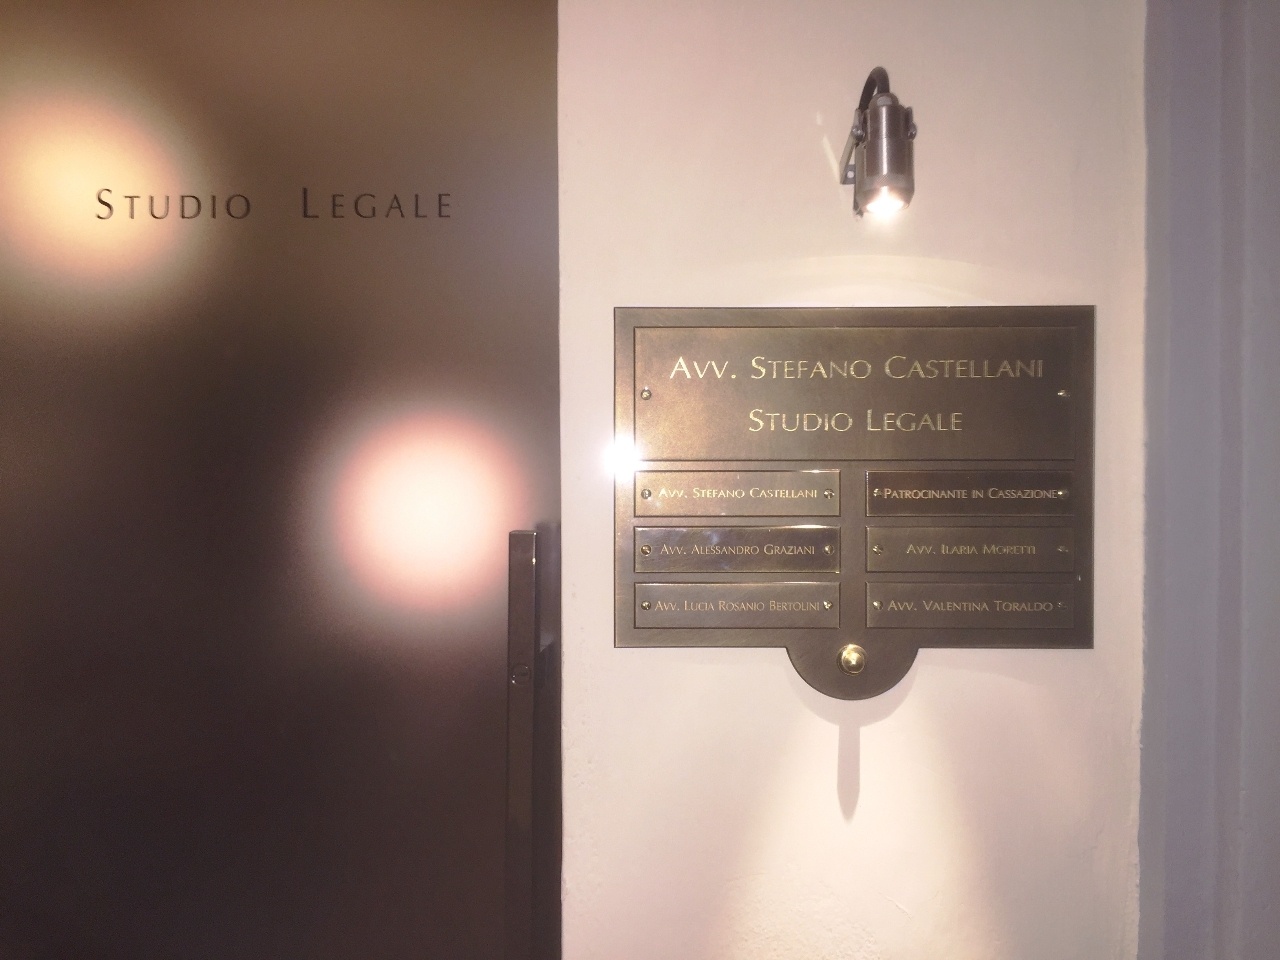 STUDIO LEGALE
AVV. STEFANO CASTELLANI
STUDIO LEGALE
AVV. STEFANO CASTELLANI
PATROCINANTE IN CASSAZIONE
AVV. ALESSANDRO GRAZIANI
AVV. ILARIA MORETTI
AVV. LUCIA ROSANIO BERTOLINI
AVV. VALENTINA TORALDO